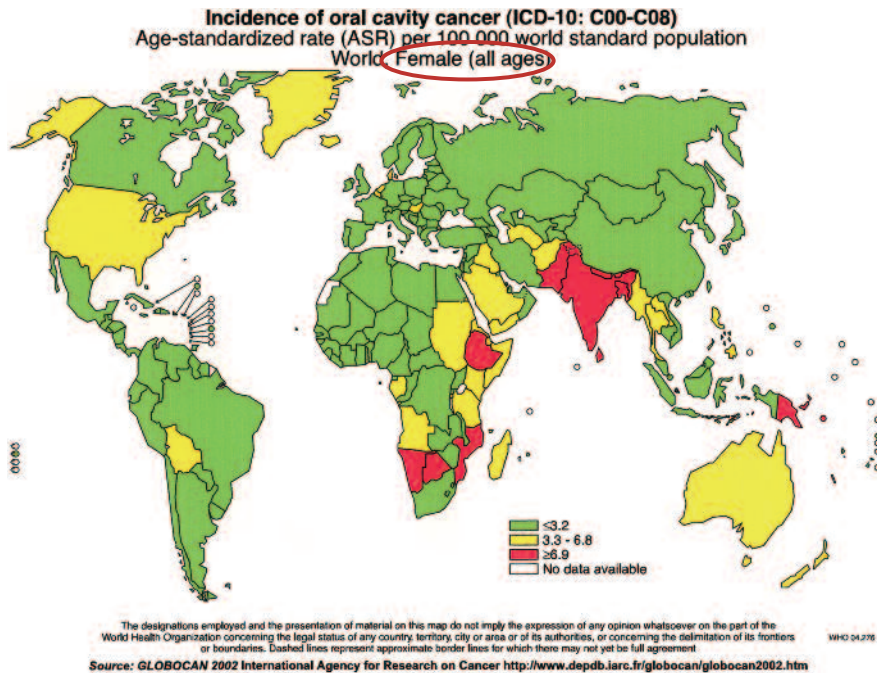 Incidence of oral cavity cancer (ICD-10: C00-C08)
Age-standardized rate (ASR) per 100 000 world standard population
World, Female (all ages)
≤3.2
3.3 - 6.8
≥6.9
No data available
The designations employed and the presentation of material on this map do not imply the expression of any opinion whatsoever on the part of the
World Health Organization concerning the legal status of any country, territory, city or area or of its authorities, or concerning the delimitation of its frontiers
or boundaries. Dashed lines represent approximate border lines for which there may not yet be full agreement
WHO 04.276
Source: GLOBOCAN 2002 International Agency for Research on Cancer http://www.depdb.iarc.fr/globocan/globocan2002.htm